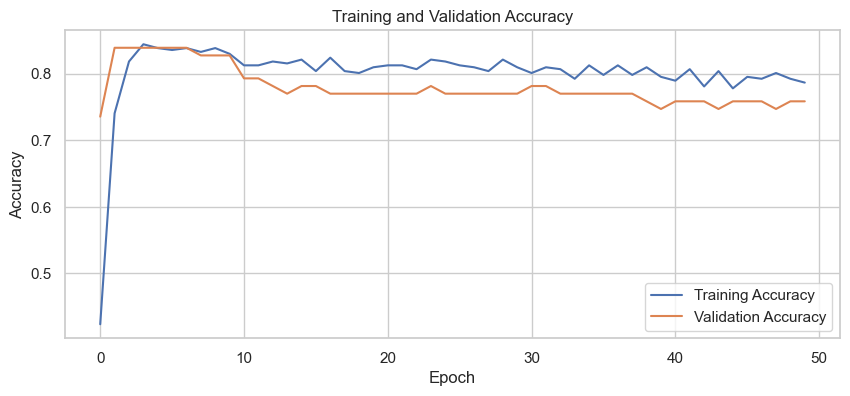 Training and Validation Accuracy
Accuracy
0.8
0.7
0.6
0.5
Training Accuracy
Validation Accuracy
0 10 20 30 40 50
Epoch